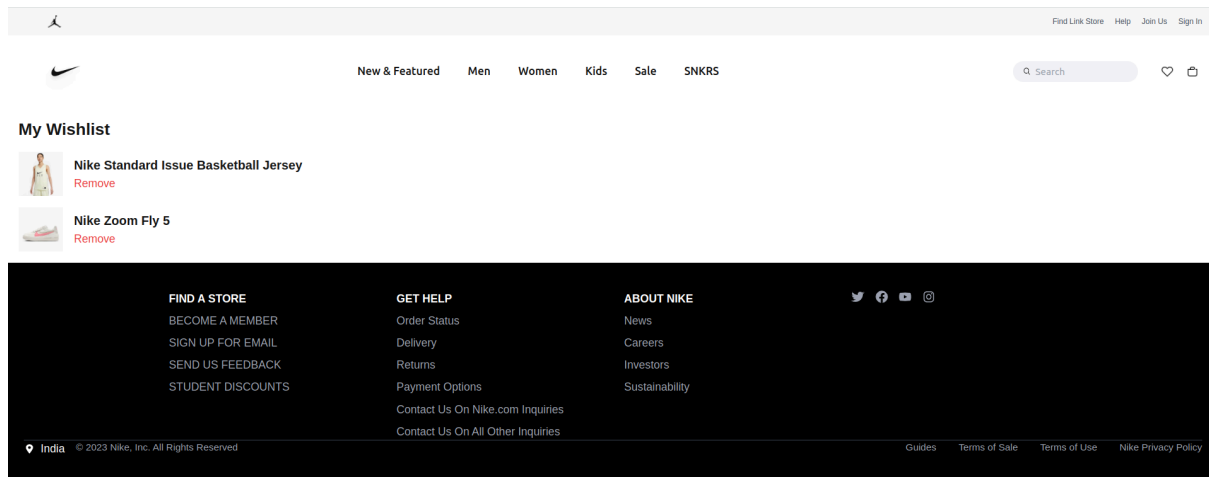 Find Link Store Help Join Us Sign In
New & Featured Men Women Kids Sale SNKRS Search
My Wishlist
Nike Standard Issue Basketball Jersey
Remove
Nike Zoom Fly 5
Remove
FIND A STORE
BECOME A MEMBER
SIGN UP FOR EMAIL
SEND US FEEDBACK
STUDENT DISCOUNTS
GET HELP
Order Status
Delivery
Returns
Payment Options
Contact Us On Nike.com Inquiries
Contact Us On All Other Inquiries
ABOUT NIKE
News
Careers
Investors
Sustainability
India © 2023 Nike, Inc. All Rights Reserved Guides Terms of Sale Terms of Use Nike Privacy Policy